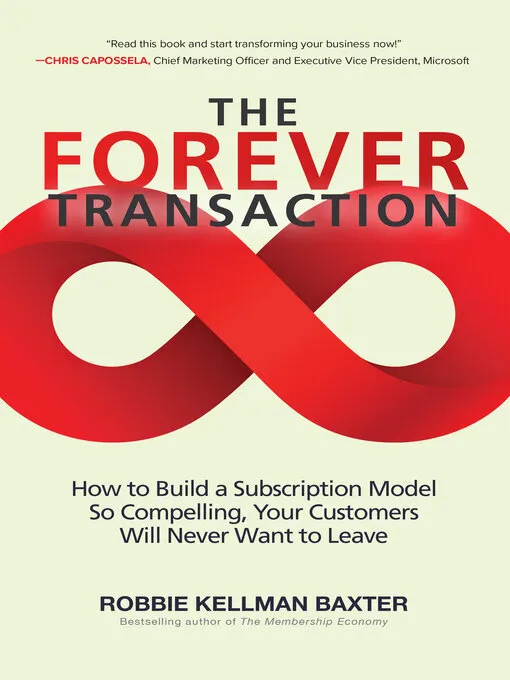 “Read this book and start transforming your business now!”
—CHRIS CAPOSSELA, Chief Marketing Officer and Executive Vice President, Microsoft
THE
FOREVER
TRANSACTION
How to Build a Subscription Model
So Compelling, Your Customers
Will Never Want to Leave
ROBBIE KELLMAN BAXTER
Bestselling author of The Membership Economy